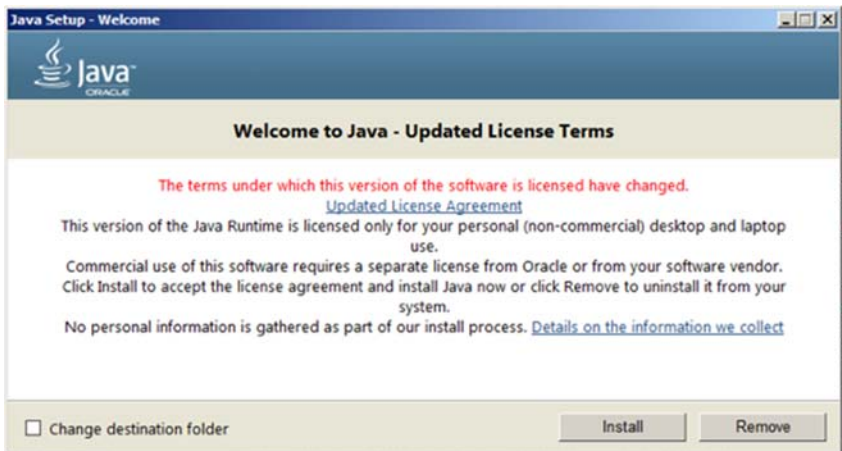 Java Setup - Welcome
Java™
ORACLE
Welcome to Java - Updated License Terms
The terms under which this version of the software is licensed have changed.
Updated License Agreement
This version of the Java Runtime is licensed only for your personal (non-commercial) desktop and laptop
use.
Commercial use of this software requires a separate license from Oracle or from your software vendor.
Click Install to accept the license agreement and install Java now or click Remove to uninstall it from your
system.
No personal information is gathered as part of our install process. Details on the information we collect
Change destination folder
Install
Remove